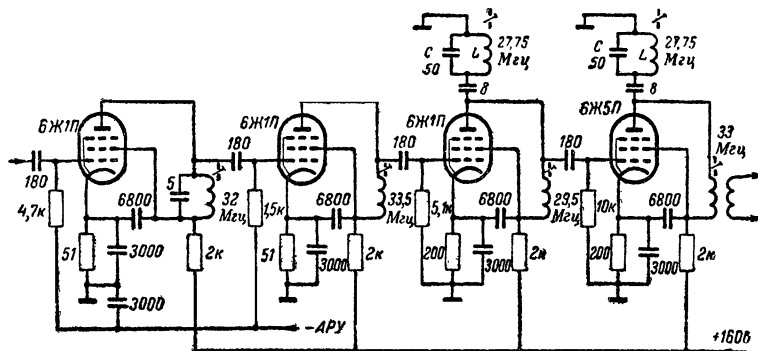 27,75
Мгц
С
50
L
8
27,75
Мгц
С
50
L
8
6Ж1П
6Ж1П
6Ж1П
6Ж5П
180
180
180
180
33
Мгц
5
6800
32
Мгц
6800
33,5
Мгц
6800
29,5
Мгц
6800
4,7к
1,5к
5,1к
10к
51
3000
3000
2к
51
3000
2к
200
3000
2к
200
3000
2к
-АРУ
+160в